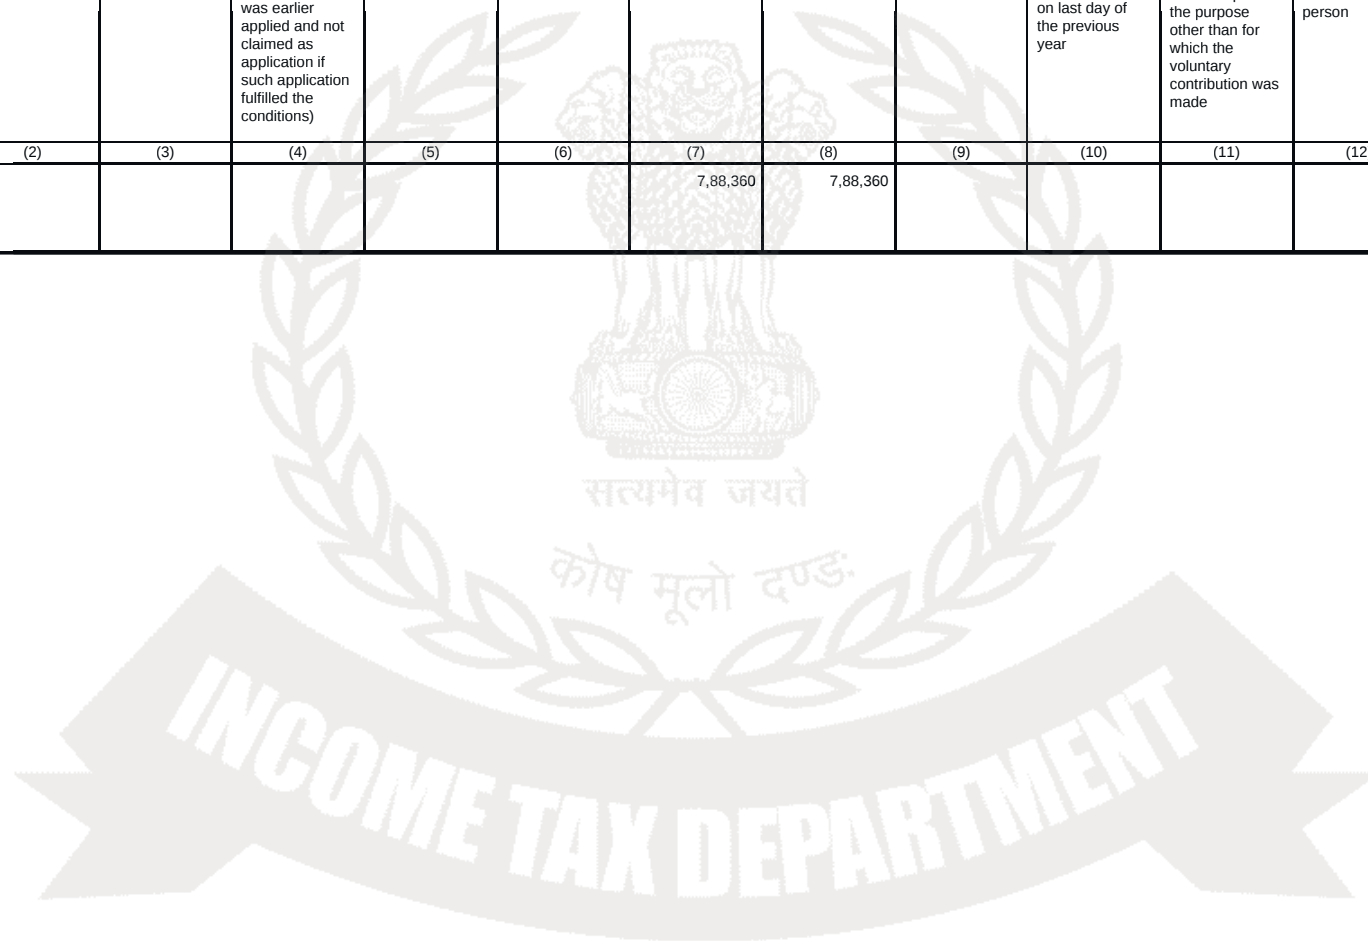 was earlier
applied and not
claimed as
application if
such application
fulfilled the
conditions)
on last day of
the previous
year
the purpose
other than for
which the
voluntary
contribution was
made
person
(2) (3) (4) (5) (6) (7) (8) (9) (10) (11) (12
7,88,360 7,88,360
सत्यमेव जयते
कोष मूलो दण्डः
INCOME TAX DEPARTMENT